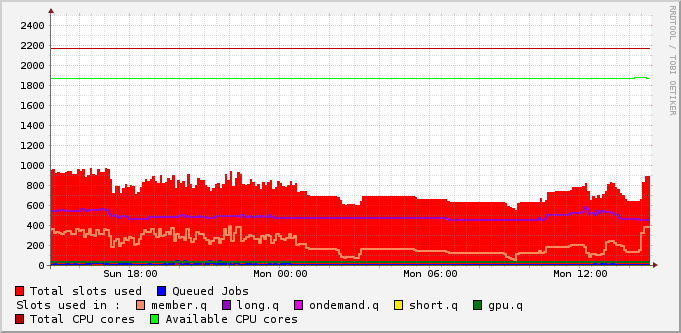 RRDTOOL / TOBI OETIKER
2400
2200
2000
1800
1600
1400
1200
1000
800
600
400
200
0
Sun 18:00 Mon 00:00 Mon 06:00 Mon 12:00
Total slots used Queued Jobs
Slots used in : member.q long.q ondemand.q short.q gpu.q
Total CPU cores Available CPU cores